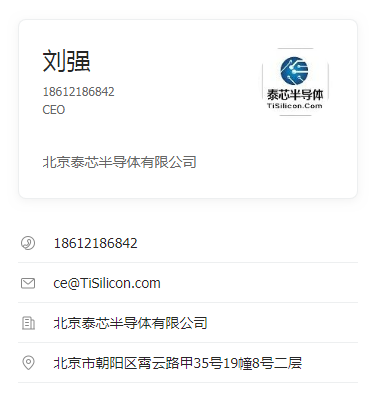 刘强
18612186842
CEO
泰芯半导体
TiSilicon.Com
北京泰芯半导体有限公司
18612186842
ce@TiSilicon.com
北京泰芯半导体有限公司
北京市朝阳区霄云路甲35号19幢8号二层